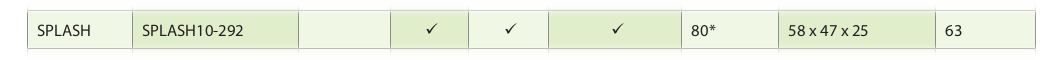 SPLASH SPLASH10-292 ✓ ✓ ✓ 80* 58 x 47 x 25 63